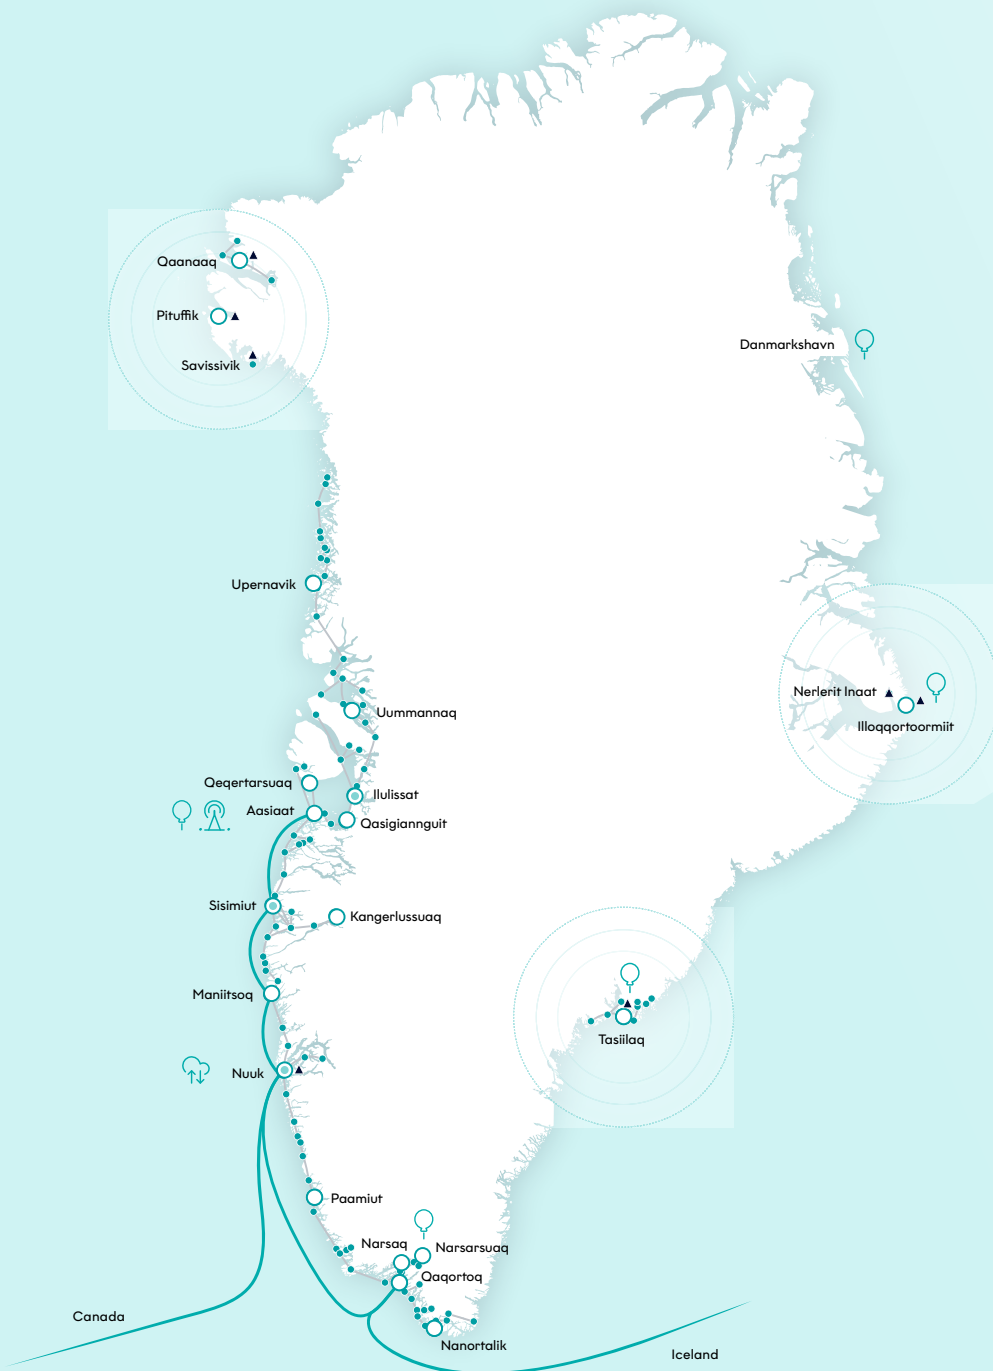 Qaanaaq
Pituffik
Danmarkshavn
Savissivik
Upernavik
Nerlerit Inaat
Uummannaq
Illoqqortoormiit
Qeqertarsuaq
Ilulissat
Aasiaat
Qasigiannguit
Sisimiut
Kangerlussuaq
Maniitsoq
Tasiilaq
Nuuk
Paamiut
Narsaq
Narsarsuaq
Qaqortoq
Canada
Nanortalik
Iceland